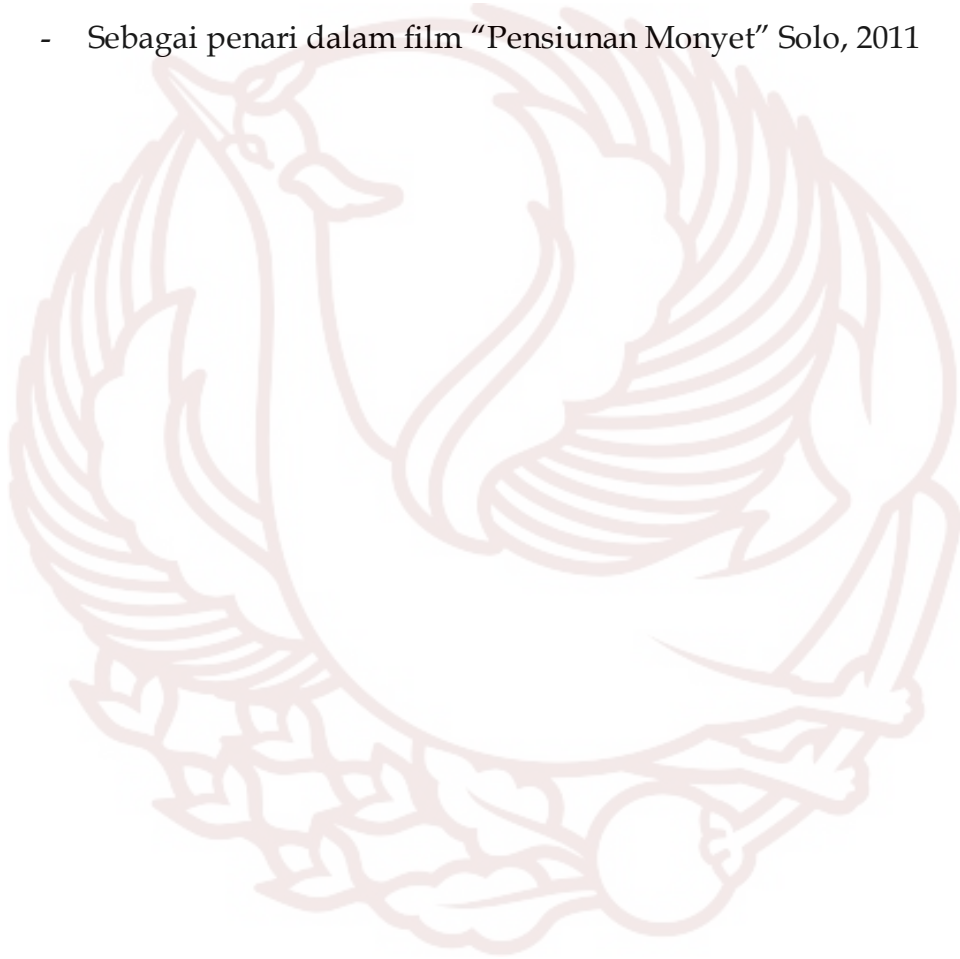 - Sebagai penari dalam film “Pensiunan Monyet” Solo, 2011